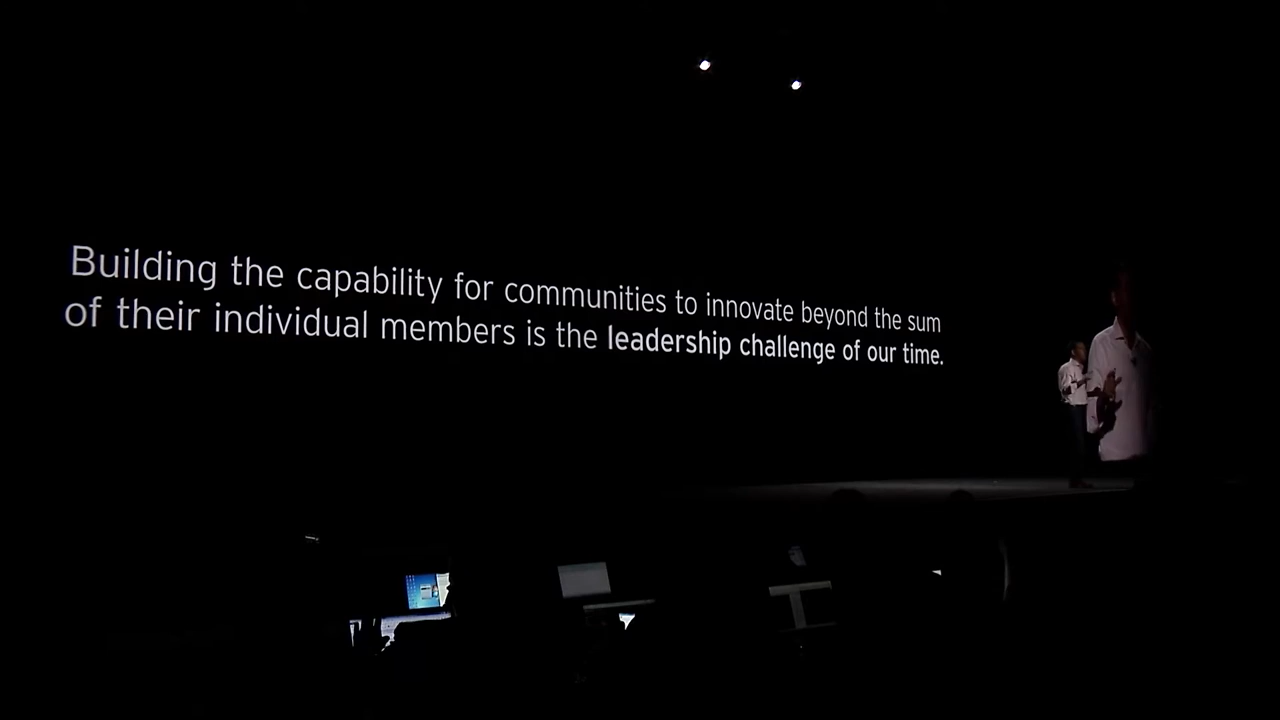 Building the capability for communities to innovate beyond the sum
of their individual members is the leadership challenge of our time.